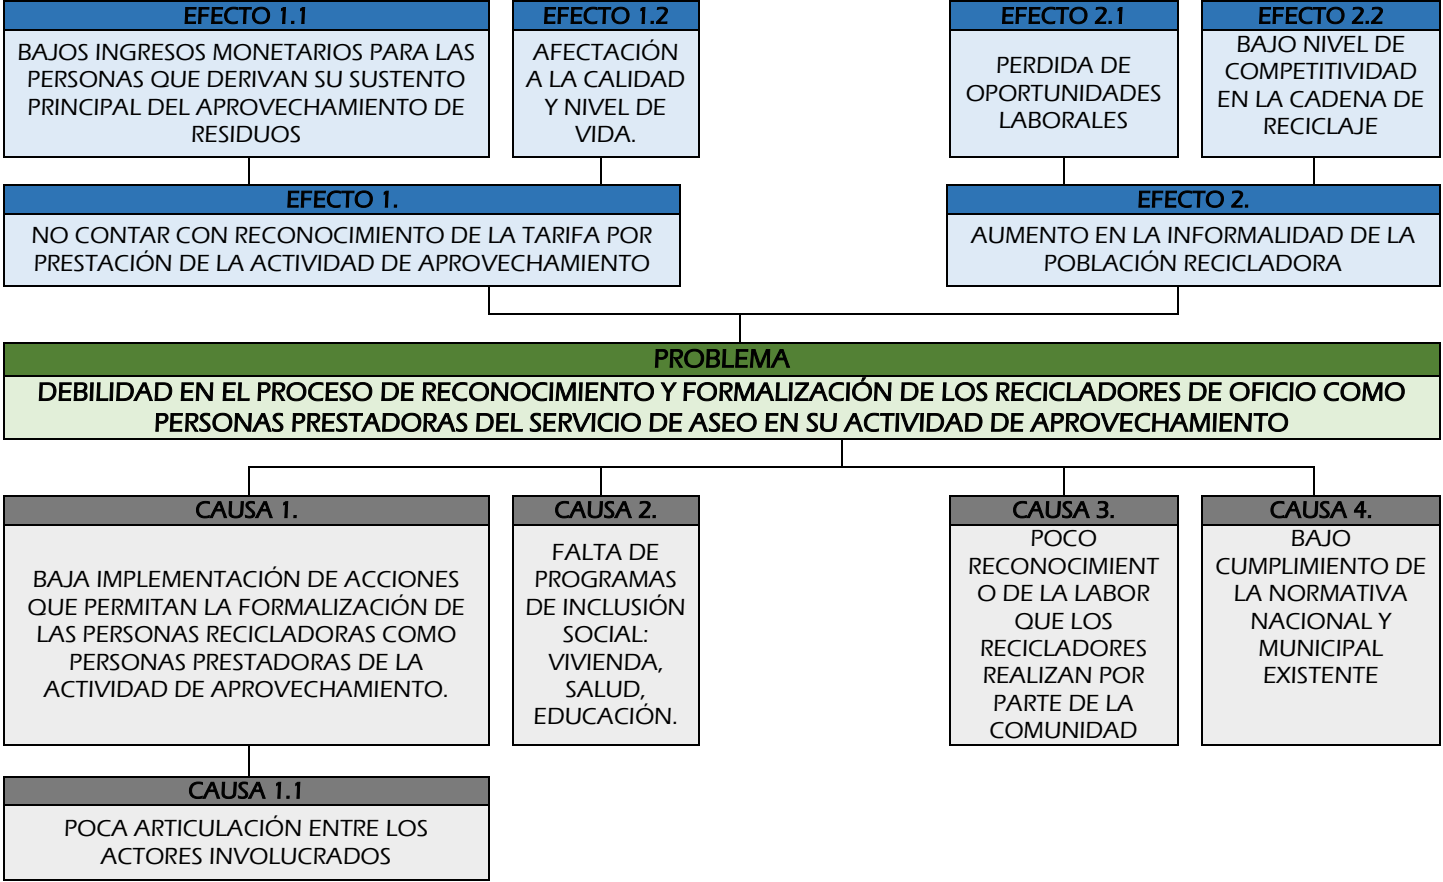 EFECTO 1.1
BAJOS INGRESOS MONETARIOS PARA LAS
PERSONAS QUE DERIVAN SU SUSTENTO
PRINCIPAL DEL APROVECHAMIENTO DE
RESIDUOS
EFECTO 1.2
AFECTACIÓN
A LA CALIDAD
Y NIVEL DE
VIDA.
EFECTO 2.1
PERDIDA DE
OPORTUNIDADES
LABORALES
EFECTO 2.2
BAJO NIVEL DE
COMPETITIVIDAD
EN LA CADENA DE
RECICLAJE
EFECTO 1.
NO CONTAR CON RECONOCIMIENTO DE LA TARIFA POR
PRESTACIÓN DE LA ACTIVIDAD DE APROVECHAMIENTO
EFECTO 2.
AUMENTO EN LA INFORMALIDAD DE LA
POBLACIÓN RECICLADORA
PROBLEMA
DEBILIDAD EN EL PROCESO DE RECONOCIMIENTO Y FORMALIZACIÓN DE LOS RECICLADORES DE OFICIO COMO
PERSONAS PRESTADORAS DEL SERVICIO DE ASEO EN SU ACTIVIDAD DE APROVECHAMIENTO
CAUSA 1.
BAJA IMPLEMENTACIÓN DE ACCIONES
QUE PERMITAN LA FORMALIZACIÓN DE
LAS PERSONAS RECICLADORAS COMO
PERSONAS PRESTADORAS DE LA
ACTIVIDAD DE APROVECHAMIENTO.
CAUSA 2.
FALTA DE
PROGRAMAS
DE INCLUSIÓN
SOCIAL:
VIVIENDA,
SALUD,
EDUCACIÓN.
CAUSA 3.
POCO
RECONOCIMIENT
O DE LA LABOR
QUE LOS
RECICLADORES
REALIZAN POR
PARTE DE LA
COMUNIDAD
CAUSA 4.
BAJO
CUMPLIMIENTO DE
LA NORMATIVA
NACIONAL Y
MUNICIPAL
EXISTENTE
CAUSA 1.1
POCA ARTICULACIÓN ENTRE LOS
ACTORES INVOLUCRADOS